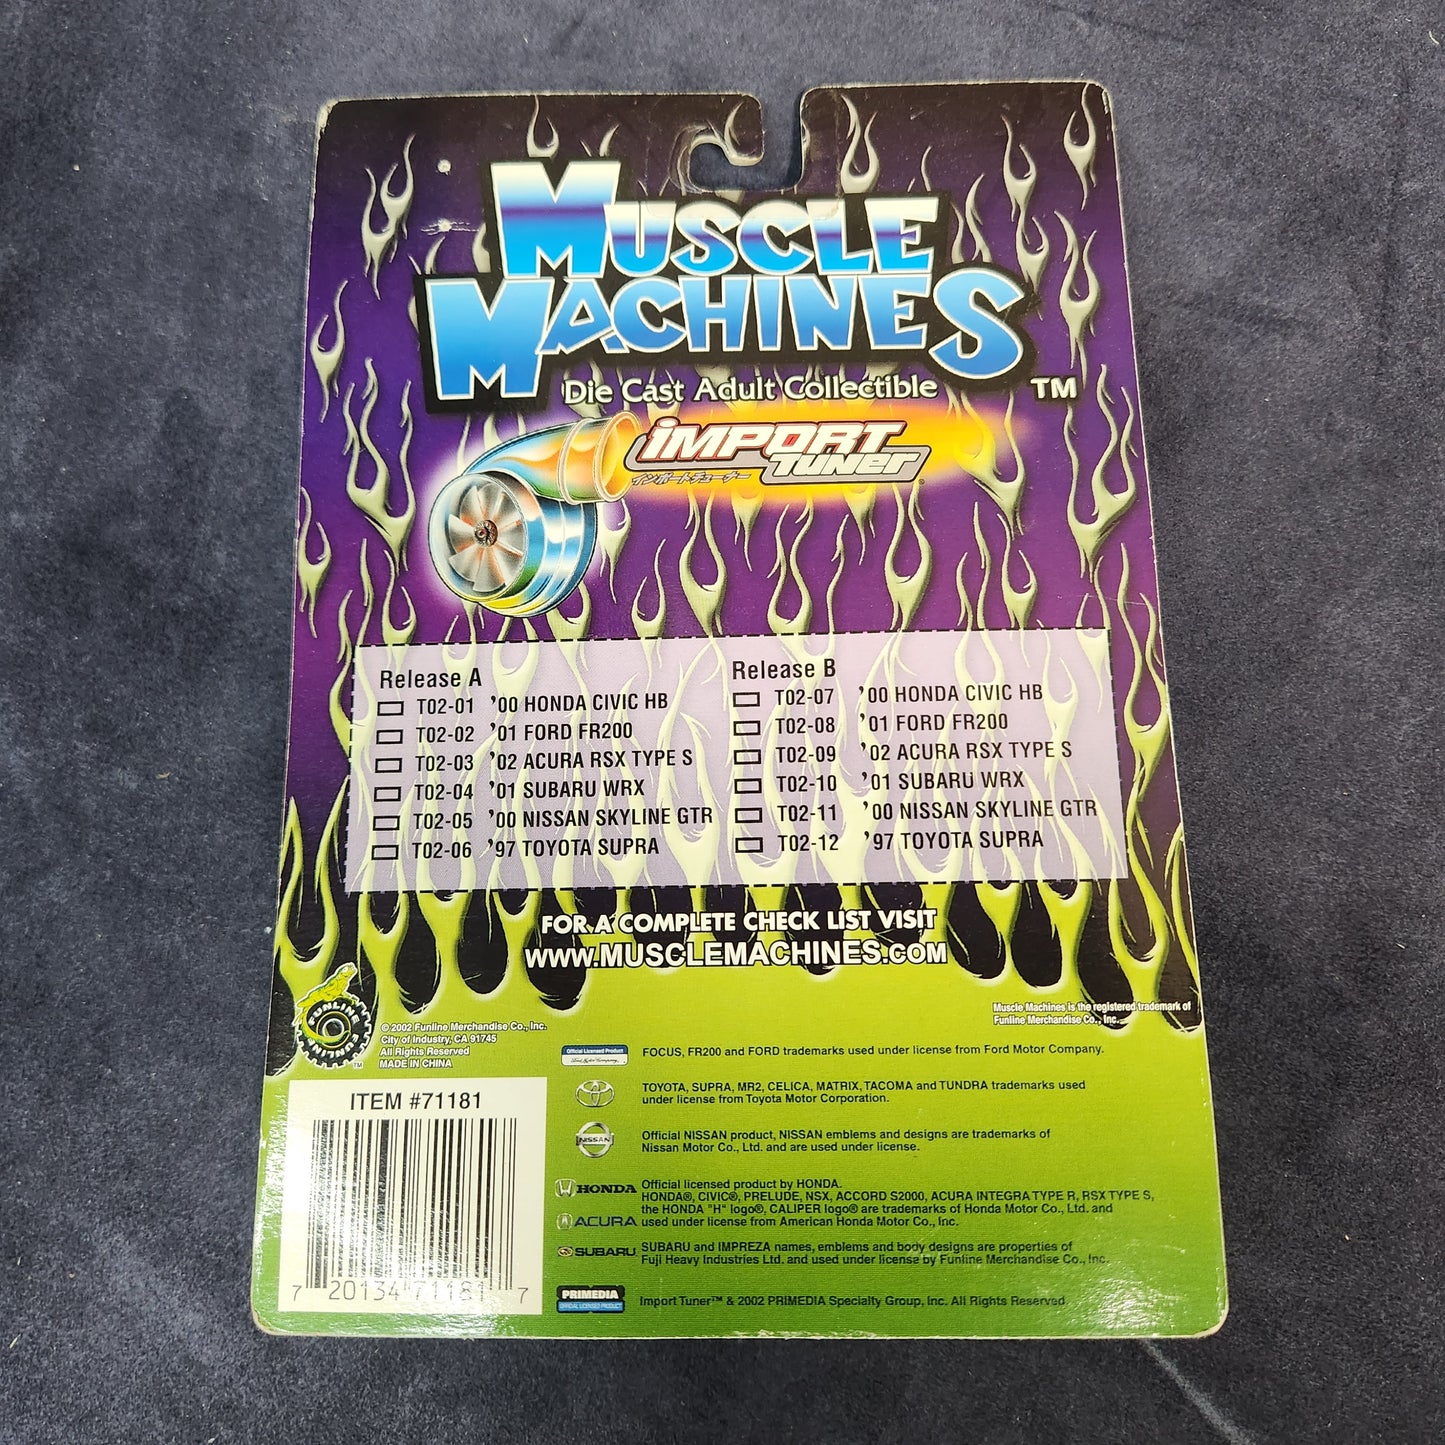 MUSCLE
MACHINES
Die Cast Adult Collectible TM
iMPORT
TUNER
インポートチューナー
Release A
T02-01 '00 HONDA CIVIC HB
T02-02 '01 FORD FR200
T02-03 '02 ACURA RSX TYPE S
T02-04 '01 SUBARU WRX
T02-05 '00 NISSAN SKYLINE GTR
T02-06 '97 TOYOTA SUPRA
Release B
T02-07 '00 HONDA CIVIC HB
T02-08 '01 FORD FR200
T02-09 '02 ACURA RSX TYPE S
T02-10 '01 SUBARU WRX
T02-11 '00 NISSAN SKYLINE GTR
T02-12 '97 TOYOTA SUPRA
FOR A COMPLETE CHECK LIST VISIT
WWW.MUSCLEMACHINES.COM
FUNLINE FUNLINE TM
© 2002 Funline Merchandise Co., Inc.
City of Industry, CA 91745
All Rights Reserved
MADE IN CHINA
Muscle Machines is the registered trademark of
Funline Merchandise Co., Inc.
ITEM #71181
7 20134 71181 7
Official Licensed Product
Ford Motor Company
FOCUS, FR200 and FORD trademarks used under license from Ford Motor Company.
TOYOTA, SUPRA, MR2, CELICA, MATRIX, TACOMA and TUNDRA trademarks used
under license from Toyota Motor Corporation.
NISSAN
Official NISSAN product, NISSAN emblems and designs are trademarks of
Nissan Motor Co., Ltd. and are used under license.
HONDA
ACURA
Official licensed product by HONDA.
HONDA®, CIVIC®, PRELUDE, NSX, ACCORD S2000, ACURA INTEGRA TYPE R, RSX TYPE S,
the HONDA "H" logo®, CALIPER logo® are trademarks of Honda Motor Co., Ltd. and
used under license from American Honda Motor Co., Inc.
SUBARU
SUBARU and IMPREZA names, emblems and body designs are properties of
Fuji Heavy Industries Ltd. and used under license by Funline Merchandise Co., Inc.
PRIMEDIA
OFFICIAL LICENSED PRODUCT
Import Tuner™ & 2002 PRIMEDIA Specialty Group, Inc. All Rights Reserved